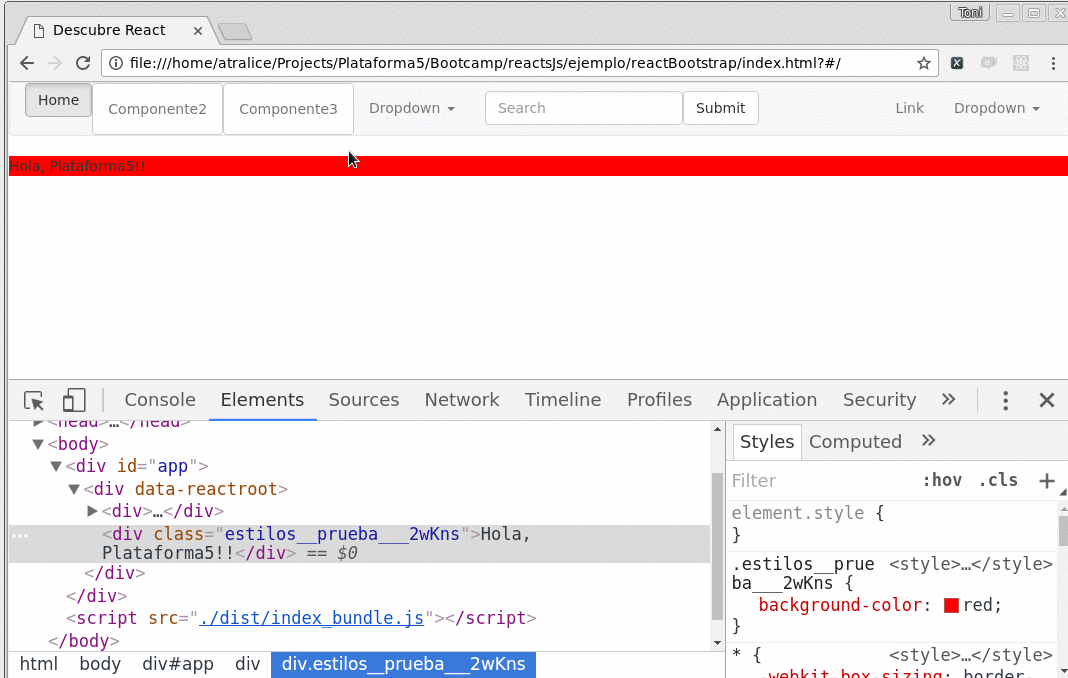 Toni
Descubre React
file:///home/atralice/Projects/Plataforma5/Bootcamp/reactsJs/ejemplo/reactBootstrap/index.html?#/
Home Componente2 Componente3 Dropdown Search Submit Link Dropdown
Hola, Plataforma5!!
Console Elements Sources Network Timeline Profiles Application Security
<head>…</head>
<body>
<div id="app">
<div data-reactroot>
<div>…</div>
<div class="estilos__prueba___2wKns">Hola,
Plataforma5!!</div> == $0
</div>
</div>
<script src="./dist/index_bundle.js"></script>
</body>
html body div#app div div.estilos__prueba___2wKns
Styles Computed
Filter :hov .cls
element.style {
}
.estilos__prue <style>…</style>
ba___2wKns {
background-color: red;
}
* { <style>…</style>
-webkit-box-sizing: border-